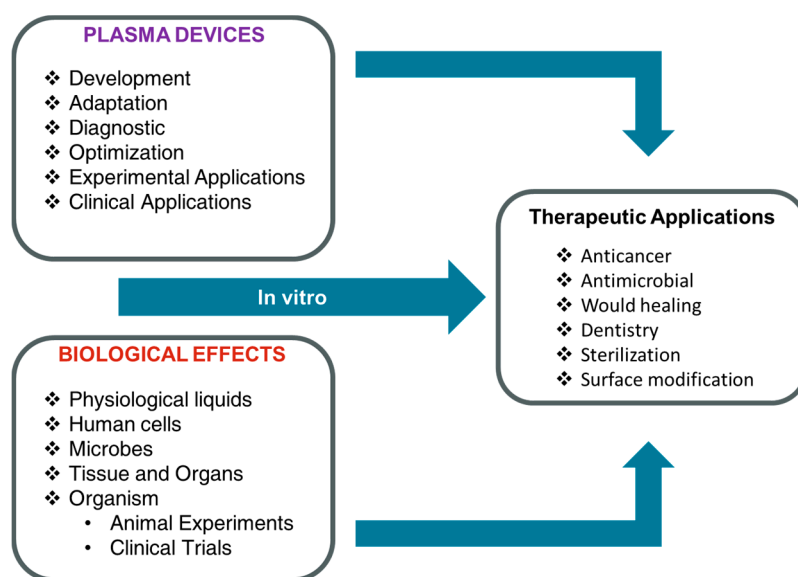 PLASMA DEVICES
❖ Development
❖ Adaptation
❖ Diagnostic
❖ Optimization
❖ Experimental Applications
❖ Clinical Applications
In vitro
BIOLOGICAL EFFECTS
❖ Physiological liquids
❖ Human cells
❖ Microbes
❖ Tissue and Organs
❖ Organism
• Animal Experiments
• Clinical Trials
Therapeutic Applications
❖ Anticancer
❖ Antimicrobial
❖ Would healing
❖ Dentistry
❖ Sterilization
❖ Surface modification